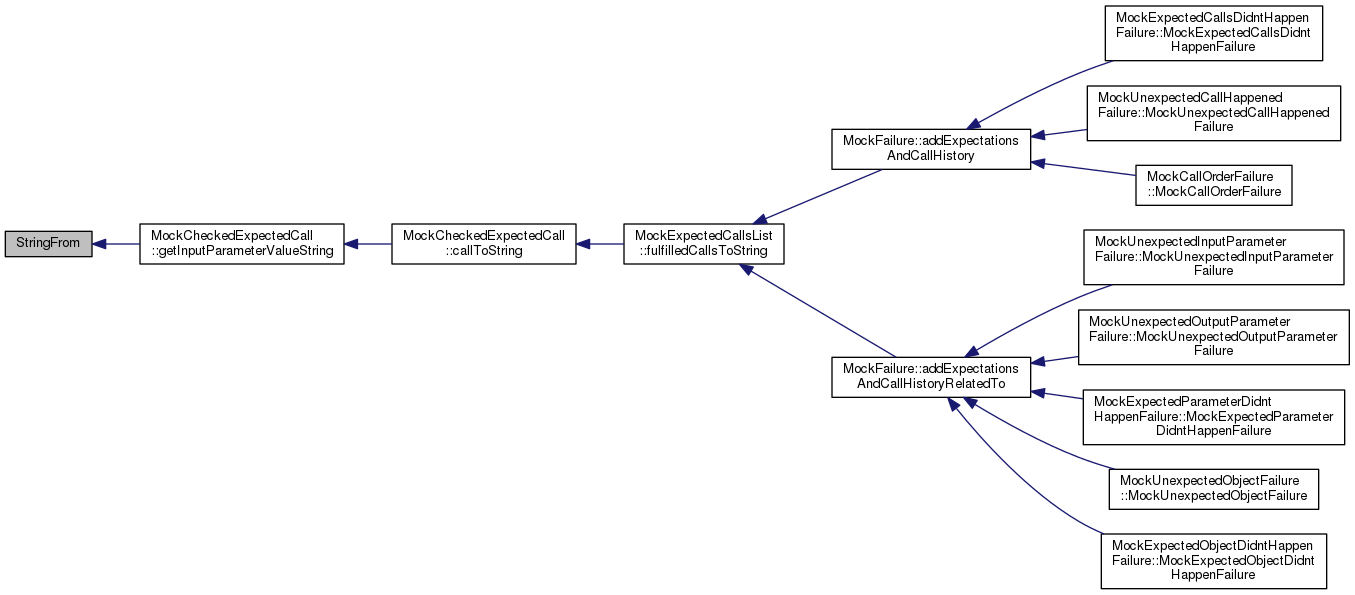 StringFrom
MockCheckedExpectedCall
::getInputParameterValueString
MockCheckedExpectedCall
::callToString
MockExpectedCallsList
::fulfilledCallsToString
MockFailure::addExpectations
AndCallHistory
MockExpectedCallsDidntHappen
Failure::MockExpectedCallsDidnt
HappenFailure
MockUnexpectedCallHappened
Failure::MockUnexpectedCallHappened
Failure
MockCallOrderFailure
::MockCallOrderFailure
MockFailure::addExpectations
AndCallHistoryRelatedTo
MockUnexpectedInputParameter
Failure::MockUnexpectedInputParameter
Failure
MockUnexpectedOutputParameter
Failure::MockUnexpectedOutputParameter
Failure
MockExpectedParameterDidnt
HappenFailure::MockExpectedParameter
DidntHappenFailure
MockUnexpectedObjectFailure
::MockUnexpectedObjectFailure
MockExpectedObjectDidntHappen
Failure::MockExpectedObjectDidnt
HappenFailure